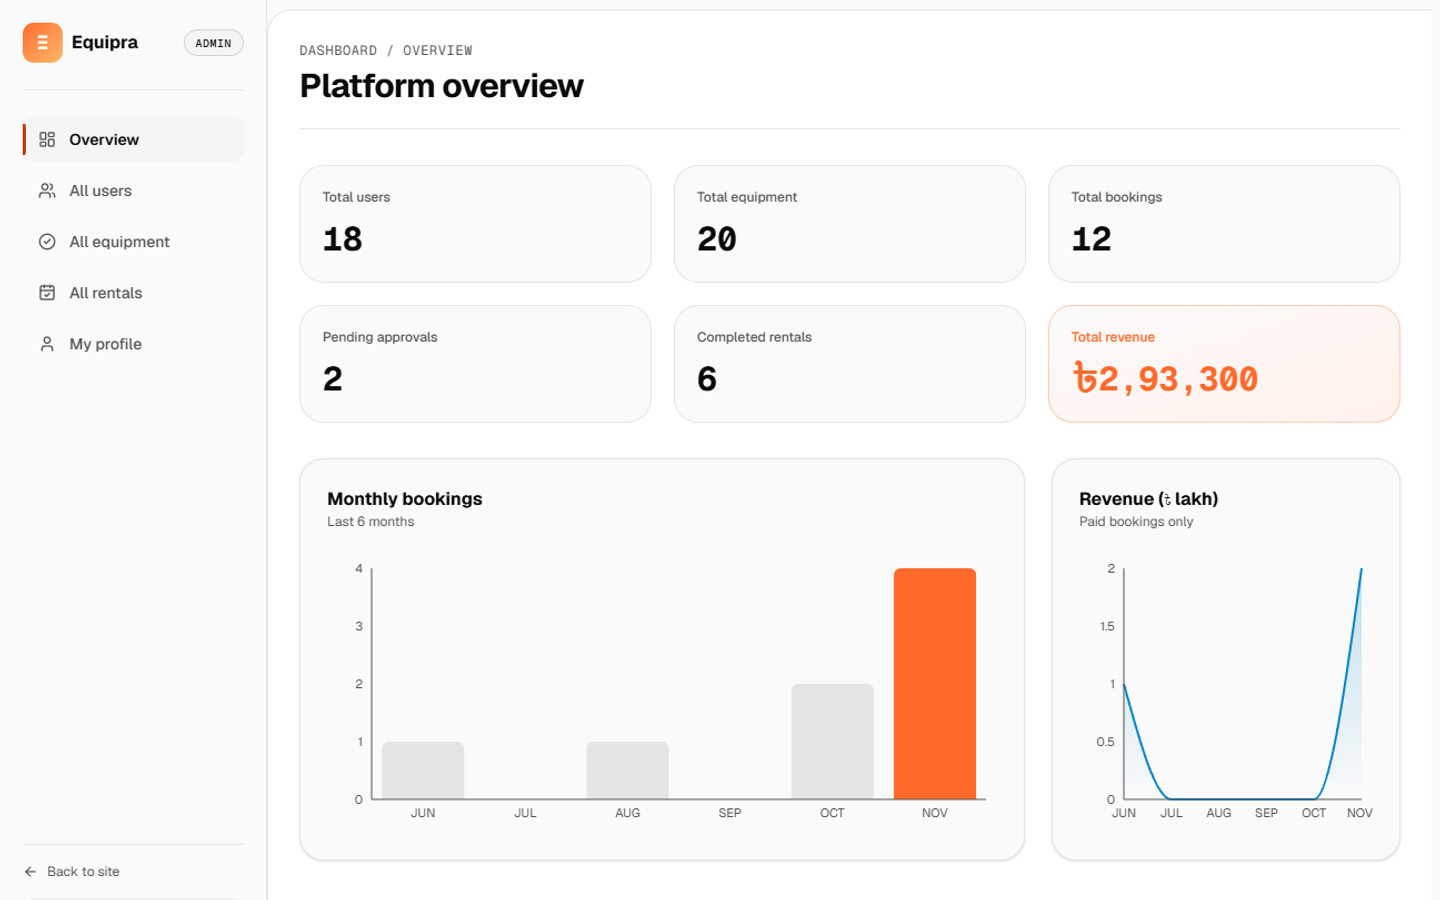 Equipra
ADMIN
Overview
All users
All equipment
All rentals
My profile
Back to site
DASHBOARD / OVERVIEW
Platform overview
Total users
18
Total equipment
20
Total bookings
12
Pending approvals
2
Completed rentals
6
Total revenue
৳2,93,300
Monthly bookings
Last 6 months
4
3
2
1
0
JUN JUL AUG SEP OCT NOV
Revenue (৳ lakh)
Paid bookings only
2
1.5
1
0.5
0
JUN JUL AUG SEP OCT NOV